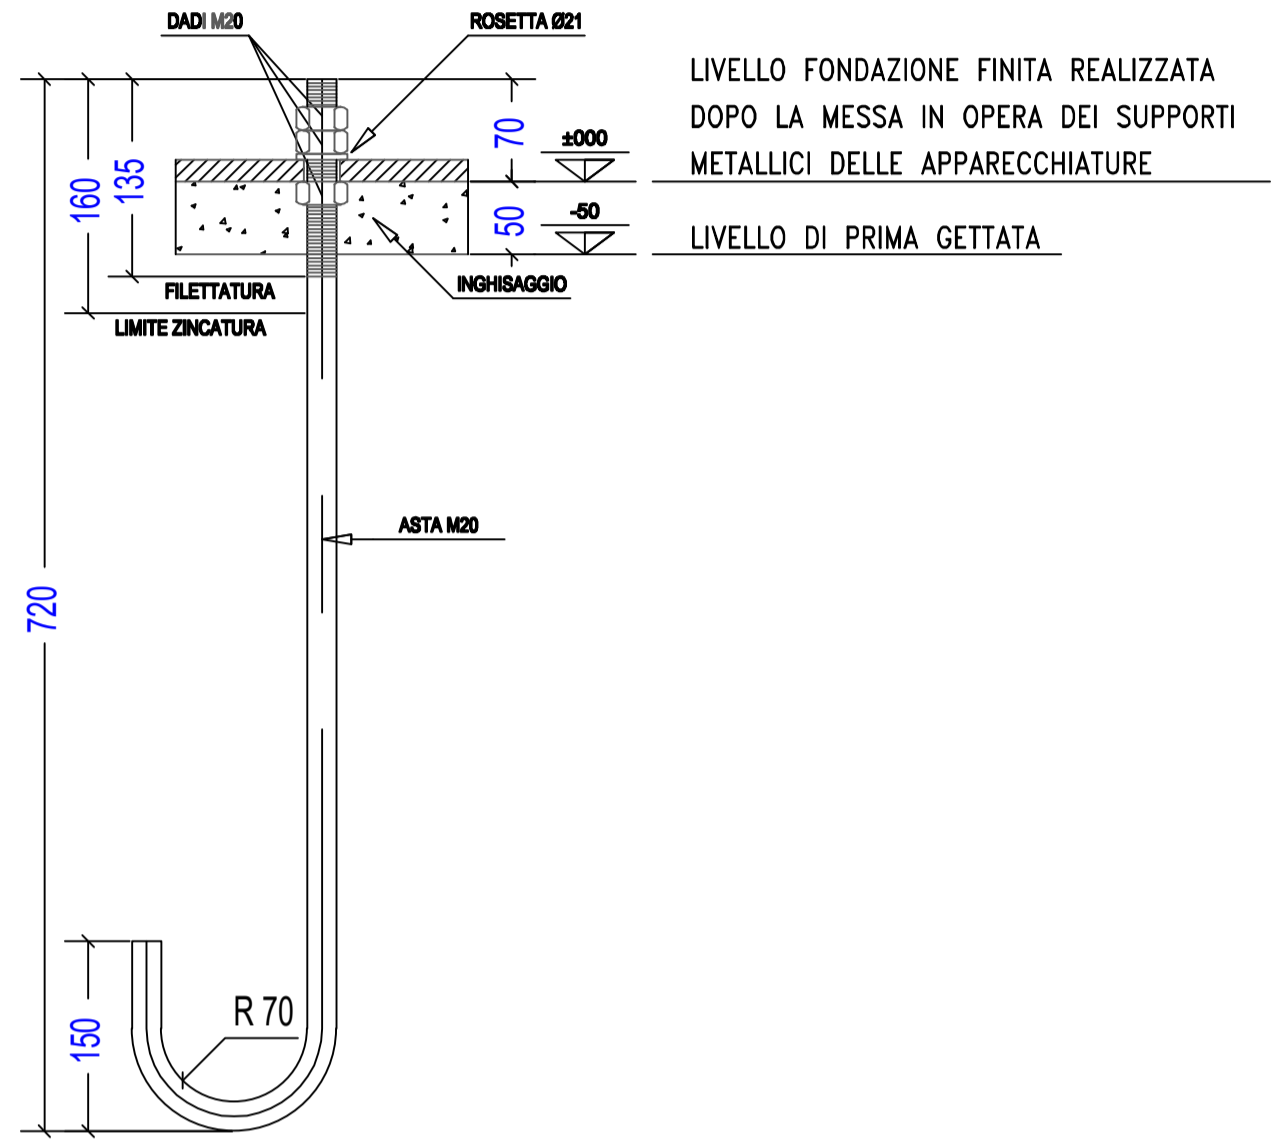 DADI M20
ROSETTA Ø21
LIVELLO FONDAZIONE FINITA REALIZZATA
DOPO LA MESSA IN OPERA DEI SUPPORTI
METALLICI DELLE APPARECCHIATURE
70
±000
135
160
50
-50
LIVELLO DI PRIMA GETTATA
FILETTATURA
INGHISAGGIO
LIMITE ZINCATURA
ASTA M20
720
R 70
150